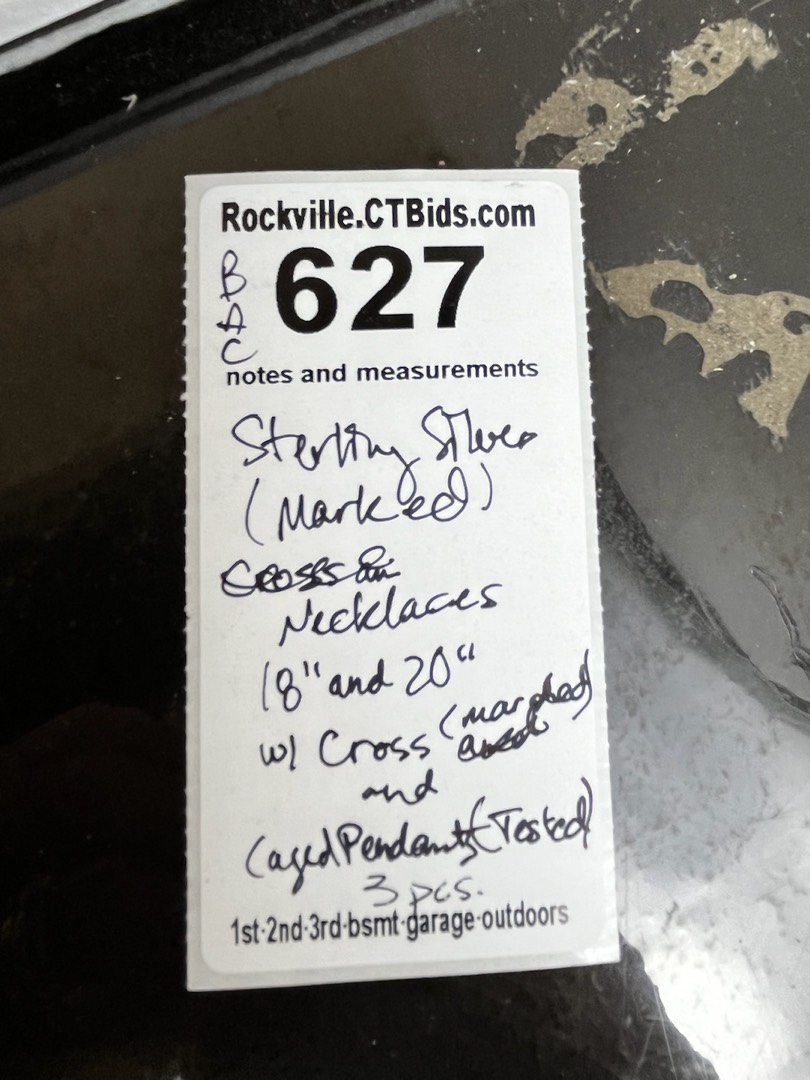 Rockville.CTBids.com
B
A
C
627
notes and measurements
Sterling Silver
(Marked)
Necklaces
18" and 20"
w/ Cross (marked)
and
Caged Pendants (Tested)
3 pcs.
1st·2nd·3rd·bsmt·garage·outdoors